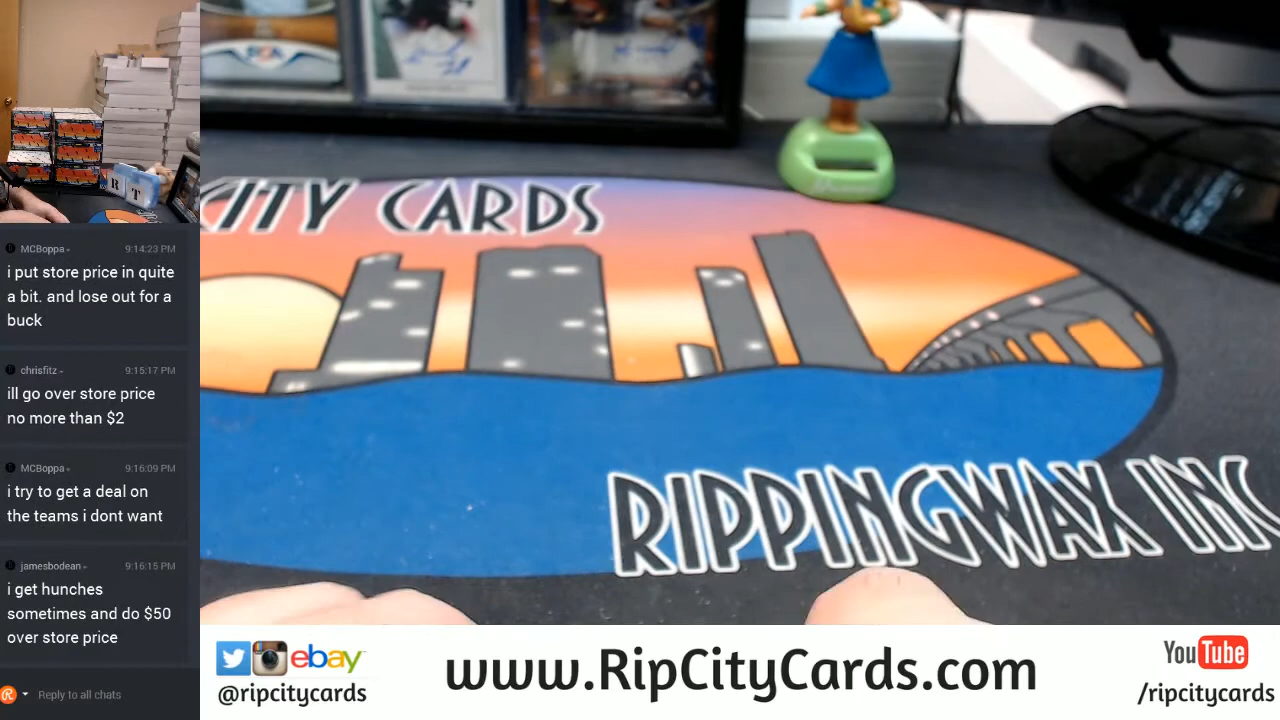 MCBoppa
9:14:23 PM
i put store price in quite
a bit. and lose out for a
buck
chrisfitz
9:15:17 PM
ill go over store price
no more than $2
MCBoppa
9:16:09 PM
i try to get a deal on
the teams i dont want
jamesbodean
9:16:15 PM
i get hunches
sometimes and do $50
over store price
Reply to all chats
B T
CITY CARDS
RIPPINGWAX INC
ebay
@ripcitycards
www.RipCityCards.com
YouTube
/ripcitycards